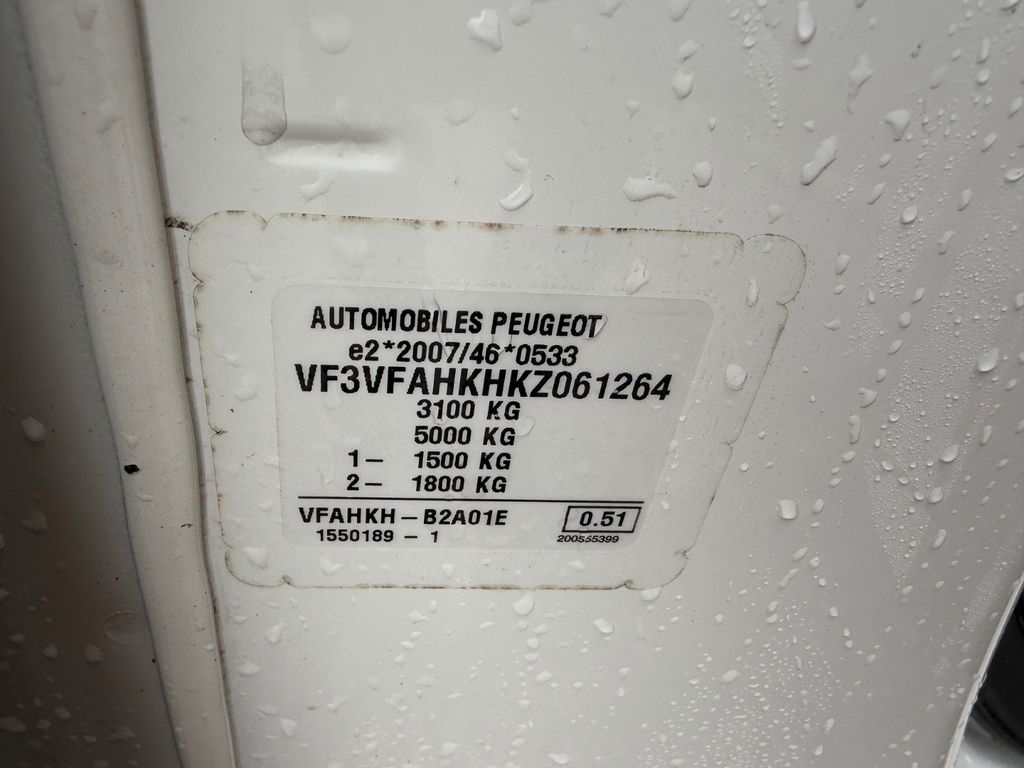 AUTOMOBILES PEUGEOT
e2*2007/46*0533
VF3VFAHKHKZ061264
3100 KG
5000 KG
1- 1500 KG
2- 1800 KG
VFAHKH-B2A01E 0.51
1550189 - 1 200555399